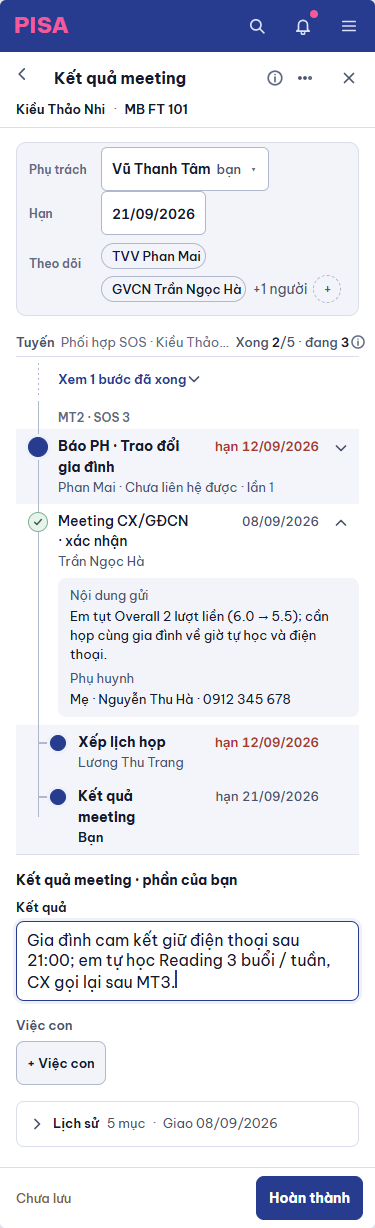 PISA
Kết quả meeting
Kiều Thảo Nhi · MB FT 101
Phụ trách
Vũ Thanh Tâm bạn
Hạn
21/09/2026
Theo dõi
TVV Phan Mai
GVCN Trần Ngọc Hà
+1 người
+
Tuyến Phối hợp SOS · Kiều Thảo... Xong 2/5 · đang 3
Xem 1 bước đã xong
MT2 · SOS 3
Báo PH · Trao đổi gia đình
hạn 12/09/2026
Phan Mai · Chưa liên hệ được · lần 1
Meeting CX/GĐCN · xác nhận
08/09/2026
Trần Ngọc Hà
Nội dung gửi
Em tụt Overall 2 lượt liền (6.0 → 5.5); cần
họp cùng gia đình về giờ tự học và điện
thoại.
Phụ huynh
Mẹ · Nguyễn Thu Hà · 0912 345 678
Xếp lịch họp
hạn 12/09/2026
Lương Thu Trang
Kết quả meeting
hạn 21/09/2026
Bạn
Kết quả meeting · phần của bạn
Kết quả
Gia đình cam kết giữ điện thoại sau
21:00; em tự học Reading 3 buổi / tuần,
CX gọi lại sau MT3.
Việc con
+ Việc con
Lịch sử 5 mục · Giao 08/09/2026
Chưa lưu
Hoàn thành